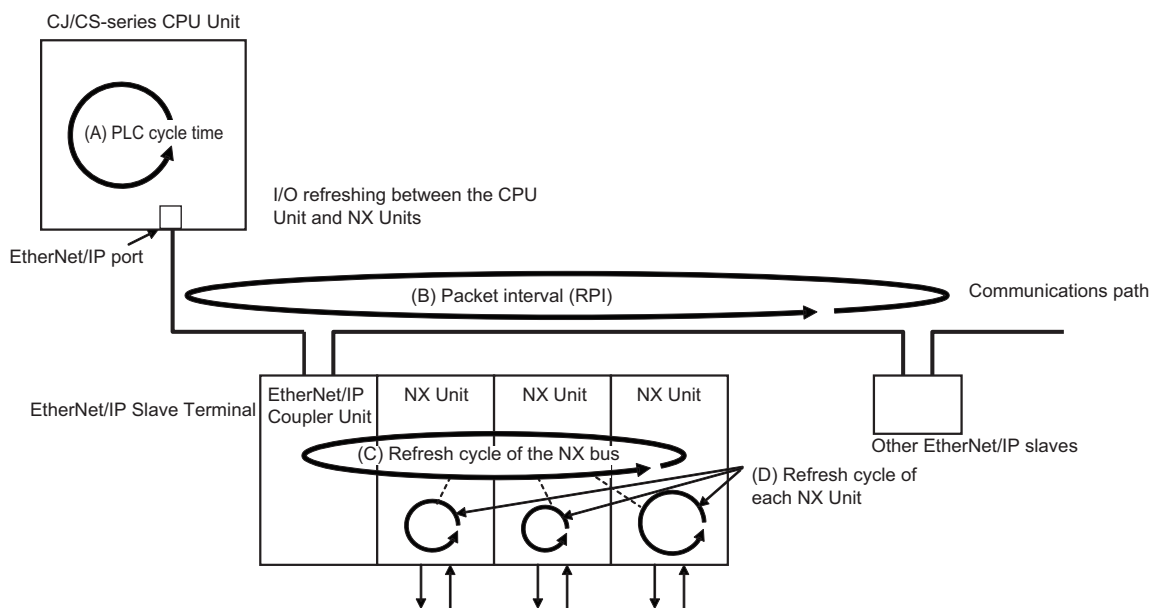 CJ/CS-series CPU Unit
(A) PLC cycle time
I/O refreshing between the CPU
Unit and NX Units
EtherNet/IP port
(B) Packet interval (RPI)
Communications path
EtherNet/IP Slave Terminal
EtherNet/IP
Coupler Unit
NX Unit
NX Unit
NX Unit
Other EtherNet/IP slaves
(C) Refresh cycle of the NX bus
(D) Refresh cycle of
each NX Unit